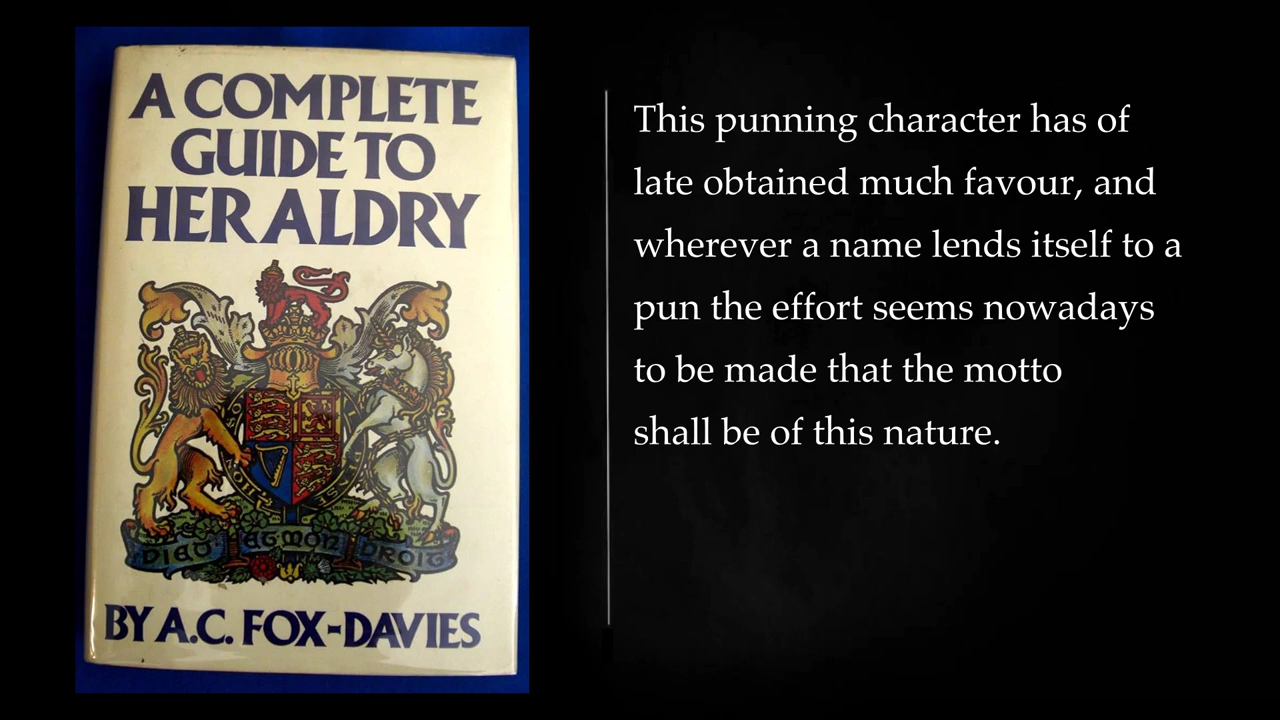 A COMPLETE
GUIDE TO
HERALDRY
DIEU ET MON DROIT
BY A.C. FOX-DAVIES
This punning character has of
late obtained much favour, and
wherever a name lends itself to a
pun the effort seems nowadays
to be made that the motto
shall be of this nature.